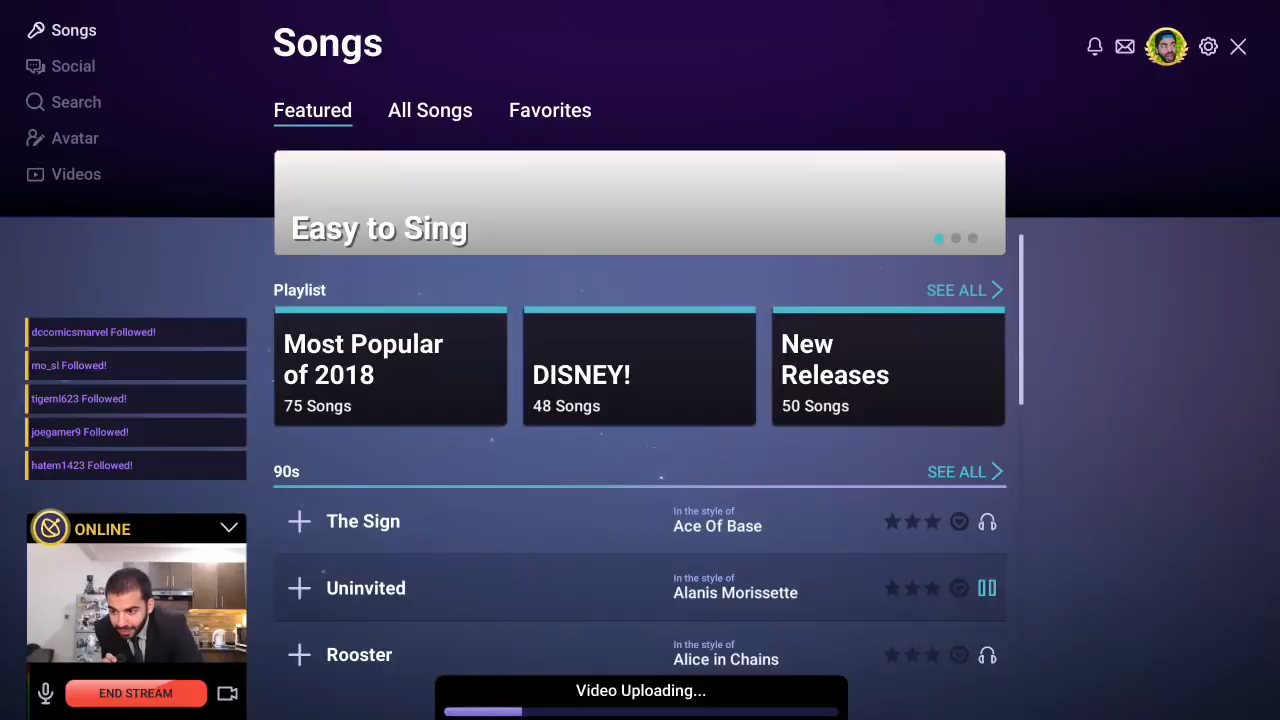 Songs
Social
Search
Avatar
Videos
Songs
Featured
All Songs
Favorites
Easy to Sing
Playlist
SEE ALL
Most Popular
of 2018
75 Songs
DISNEY!
48 Songs
New
Releases
50 Songs
90s
SEE ALL
The Sign
In the style of
Ace Of Base
Uninvited
In the style of
Alanis Morissette
Rooster
In the style of
Alice in Chains
dccomicsmarvel Followed!
mo_sl Followed!
tigernl623 Followed!
joegamer9 Followed!
hatem1423 Followed!
ONLINE
END STREAM
Video Uploading...